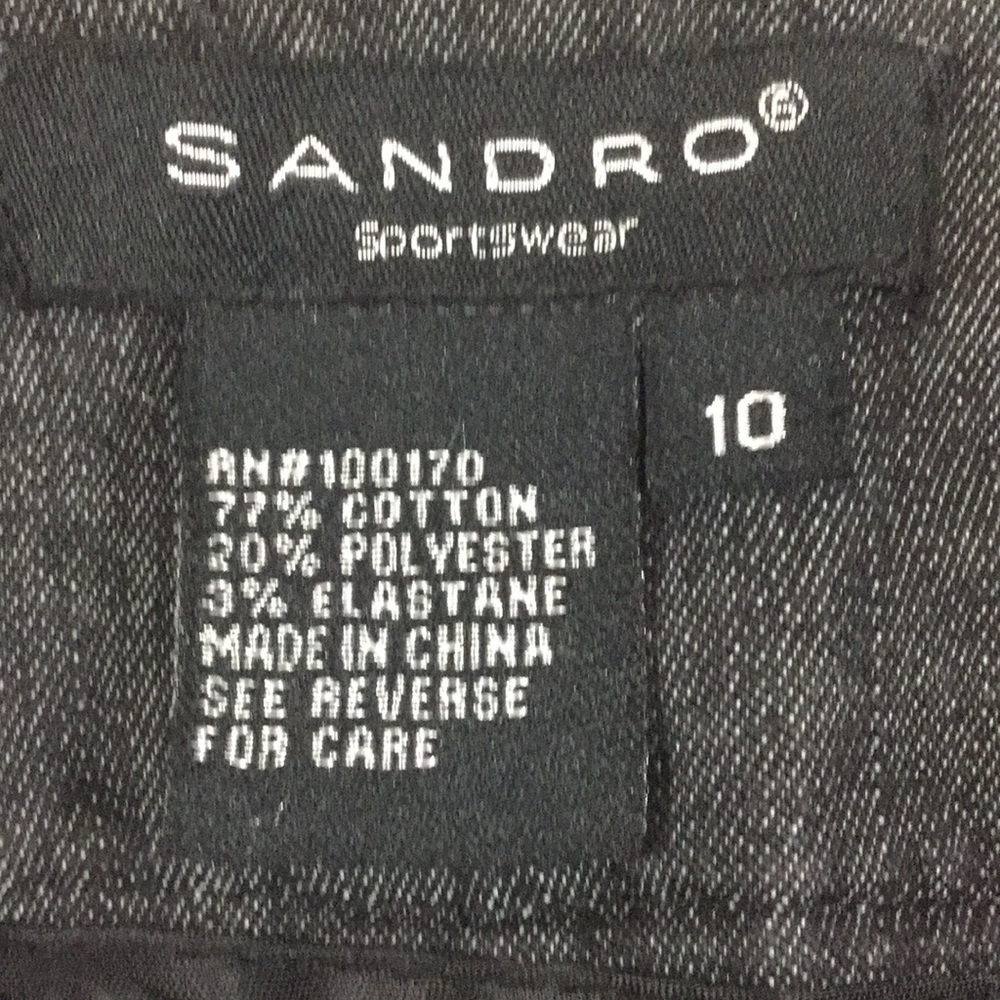 SANDRO®
Sportswear
10
RN#100170
77% COTTON
20% POLYESTER
3% ELASTANE
MADE IN CHINA
SEE REVERSE
FOR CARE